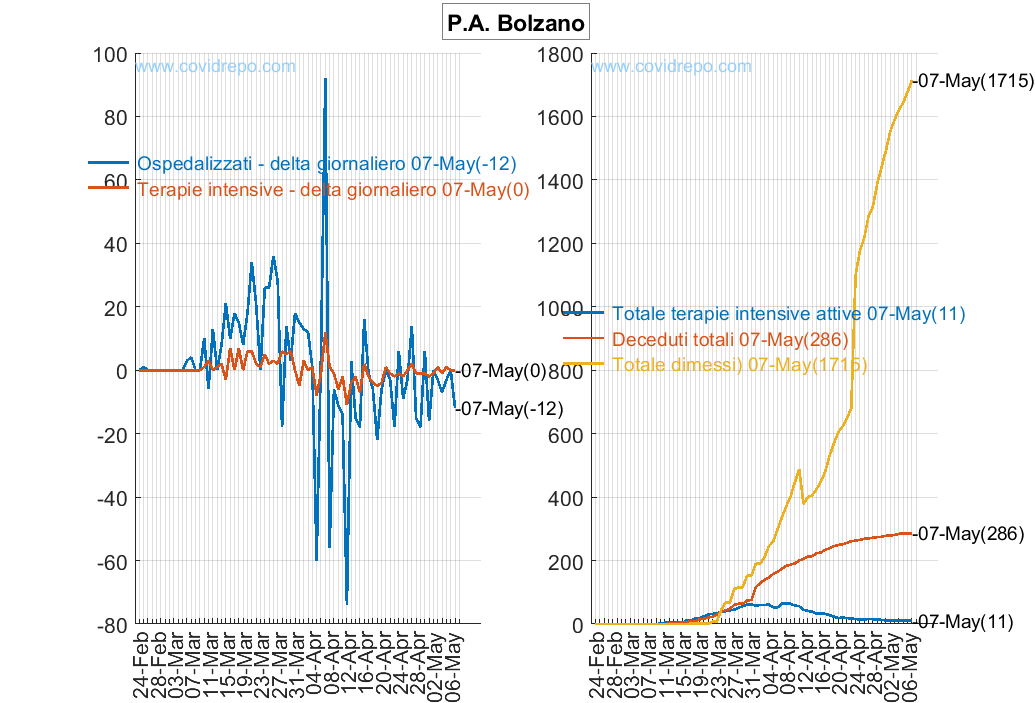 P.A. Bolzano
100
80
60
40
20
0
-20
-40
-60
-80
www.covidrepo.com
Ospedalizzati - delta giornaliero 07-May(-12)
Terapie intensive - delta giornaliero 07-May(0)
-07-May(0)
-07-May(-12)
24-Feb
28-Feb
03-Mar
07-Mar
11-Mar
15-Mar
19-Mar
23-Mar
27-Mar
31-Mar
04-Apr
08-Apr
12-Apr
16-Apr
20-Apr
24-Apr
28-Apr
02-May
06-May
1800
1600
1400
1200
1000
800
600
400
200
0
www.covidrepo.com
-07-May(1715)
Totale terapie intensive attive 07-May(11)
Deceduti totali 07-May(286)
Totale dimessi) 07-May(1715)
-07-May(286)
-07-May(11)
24-Feb
28-Feb
03-Mar
07-Mar
11-Mar
15-Mar
19-Mar
23-Mar
27-Mar
31-Mar
04-Apr
08-Apr
12-Apr
16-Apr
20-Apr
24-Apr
28-Apr
02-May
06-May